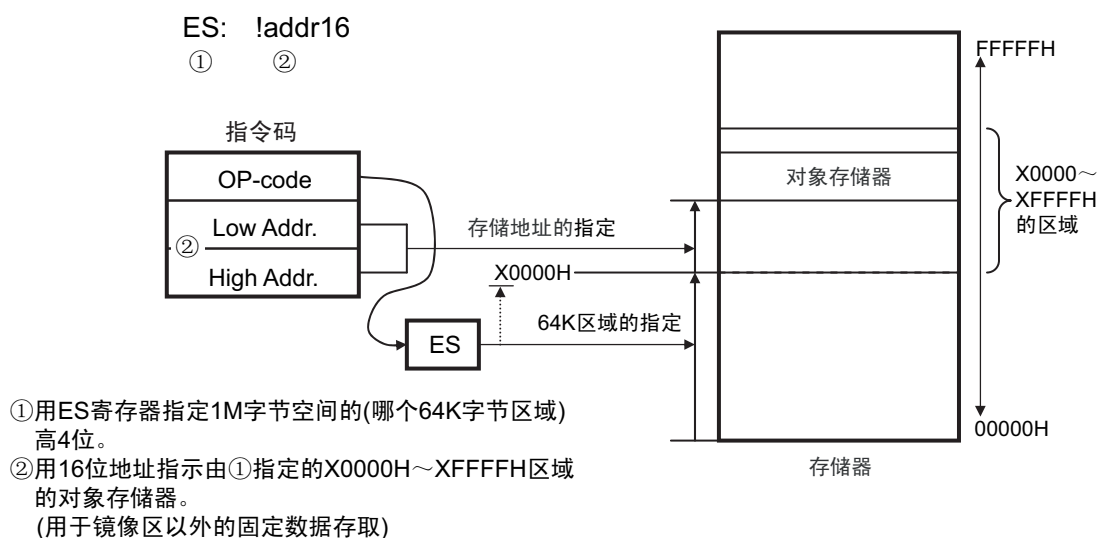 ES: !addr16
① ②
指令码
OP-code
Low Addr.
②
High Addr.
ES
存储地址的指定
X0000H
64K区域的指定
对象存储器
FFFFFH
X0000～
XFFFFH
的区域
00000H
存储器
①用ES寄存器指定1M字节空间的(哪个64K字节区域)
高4位。
②用16位地址指示由①指定的X0000H～XFFFFH区域
的对象存储器。
(用于镜像区以外的固定数据存取)